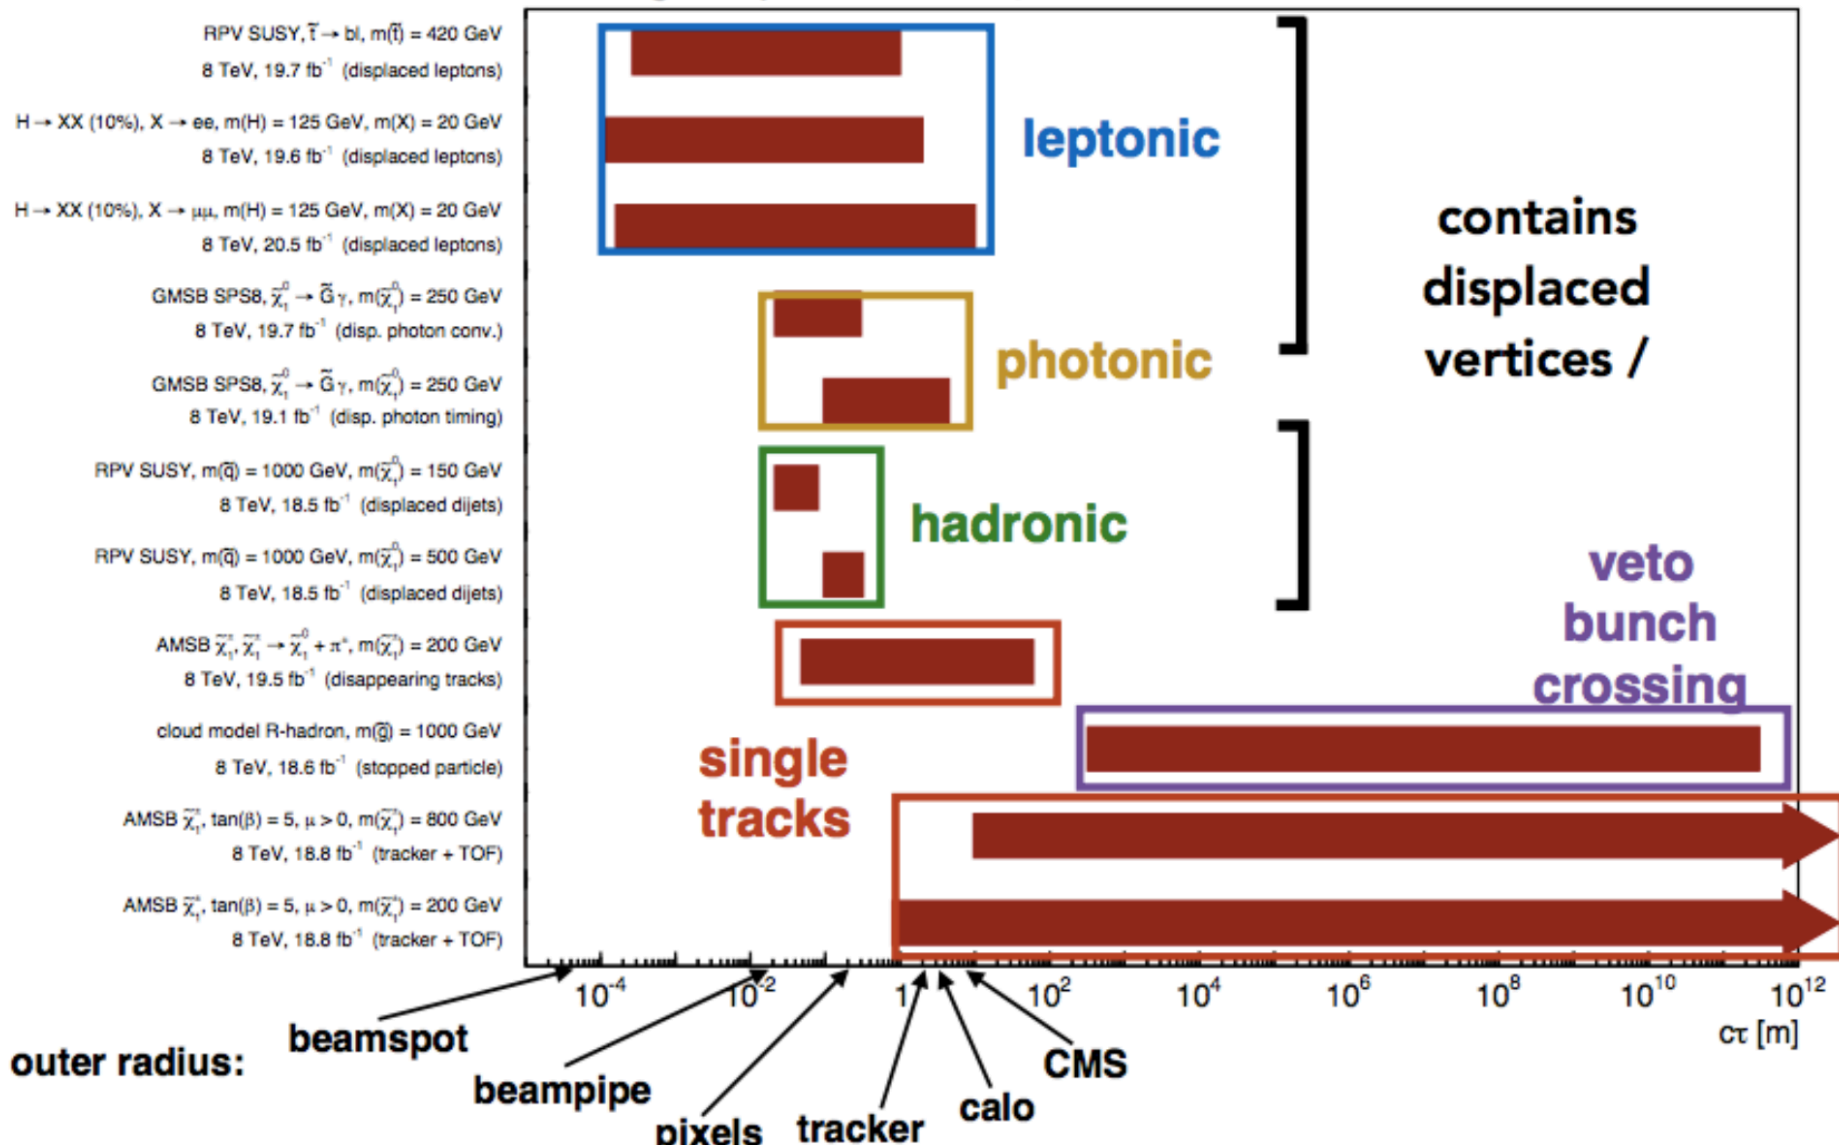 RPV SUSY, t̃ → bl, m(t̃) = 420 GeV
8 TeV, 19.7 fb⁻¹ (displaced leptons)
H → XX (10%), X → ee, m(H) = 125 GeV, m(X) = 20 GeV
8 TeV, 19.6 fb⁻¹ (displaced leptons)
H → XX (10%), X → μμ, m(H) = 125 GeV, m(X) = 20 GeV
8 TeV, 20.5 fb⁻¹ (displaced leptons)
GMSB SPS8, χ̃₁⁰ → G̃ γ, m(χ̃₁⁰) = 250 GeV
8 TeV, 19.7 fb⁻¹ (disp. photon conv.)
GMSB SPS8, χ̃₁⁰ → G̃ γ, m(χ̃₁⁰) = 250 GeV
8 TeV, 19.1 fb⁻¹ (disp. photon timing)
RPV SUSY, m(q̃) = 1000 GeV, m(χ̃₁⁰) = 150 GeV
8 TeV, 18.5 fb⁻¹ (displaced dijets)
RPV SUSY, m(q̃) = 1000 GeV, m(χ̃₁⁰) = 500 GeV
8 TeV, 18.5 fb⁻¹ (displaced dijets)
AMSB χ̃₁±, χ̃₁± → χ̃₁⁰ + π±, m(χ̃₁±) = 200 GeV
8 TeV, 19.5 fb⁻¹ (disappearing tracks)
cloud model R-hadron, m(g̃) = 1000 GeV
8 TeV, 18.6 fb⁻¹ (stopped particle)
AMSB χ̃₁±, tan(β) = 5, μ > 0, m(χ̃₁±) = 800 GeV
8 TeV, 18.8 fb⁻¹ (tracker + TOF)
AMSB χ̃₁±, tan(β) = 5, μ > 0, m(χ̃₁±) = 200 GeV
8 TeV, 18.8 fb⁻¹ (tracker + TOF)
leptonic
photonic
hadronic
single
tracks
contains
displaced
vertices /
veto
bunch
crossing
10⁻⁴ 10⁻² 1 10² 10⁴ 10⁶ 10⁸ 10¹⁰ 10¹²
cτ [m]
outer radius:
beamspot
beampipe
pixels
tracker
calo
CMS